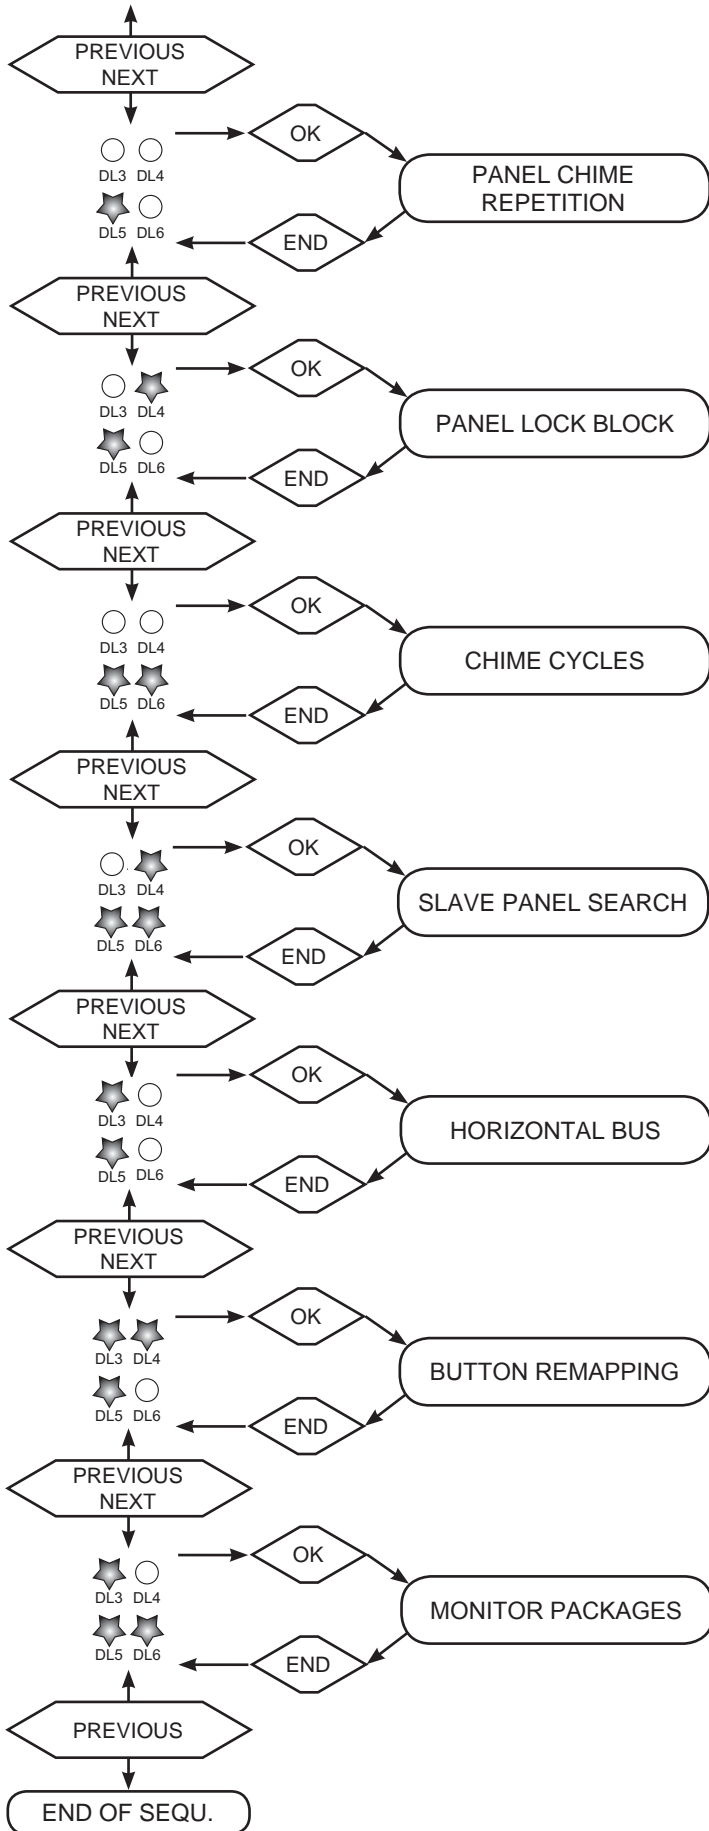 PREVIOUS
NEXT
OK
DL3 DL4
PANEL CHIME
REPETITION
DL5 DL6
END
PREVIOUS
NEXT
OK
DL3 DL4
PANEL LOCK BLOCK
DL5 DL6
END
PREVIOUS
NEXT
OK
DL3 DL4
CHIME CYCLES
DL5 DL6
END
PREVIOUS
NEXT
OK
DL3 DL4
SLAVE PANEL SEARCH
DL5 DL6
END
PREVIOUS
NEXT
OK
DL3 DL4
HORIZONTAL BUS
DL5 DL6
END
PREVIOUS
NEXT
OK
DL3 DL4
BUTTON REMAPPING
DL5 DL6
END
PREVIOUS
NEXT
OK
DL3 DL4
MONITOR PACKAGES
DL5 DL6
END
PREVIOUS
END OF SEQU.